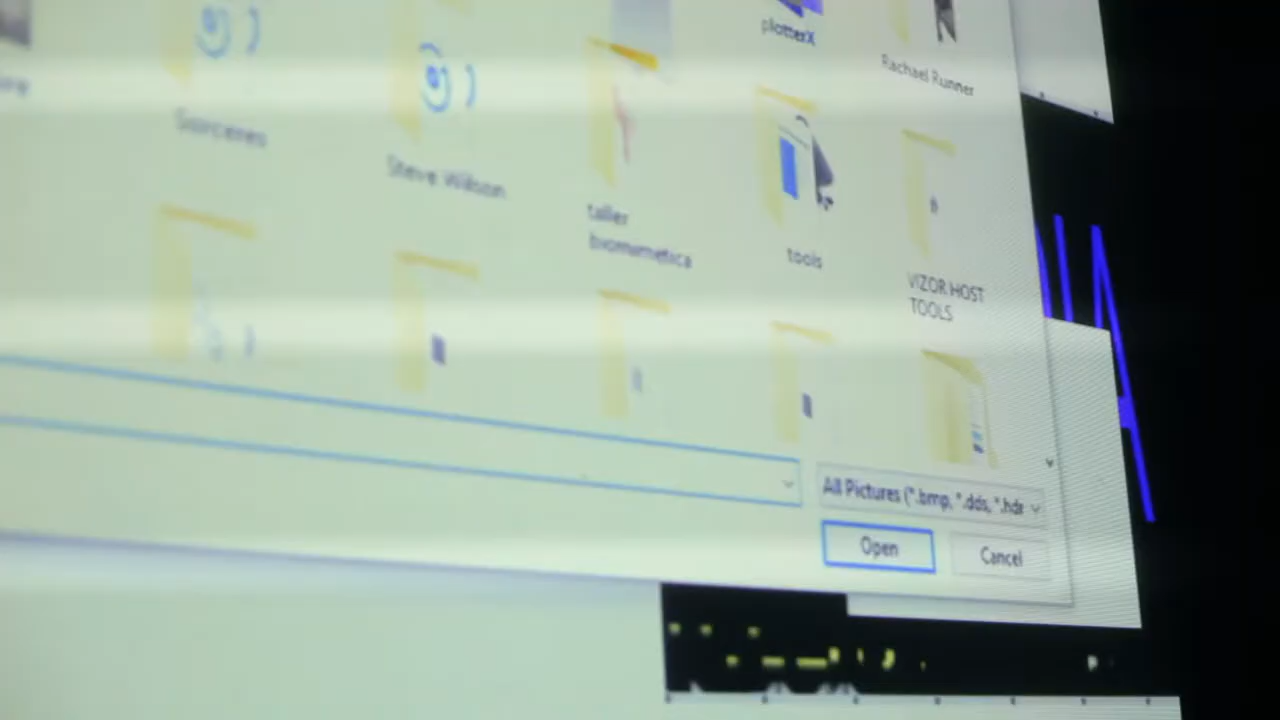 plotterX
Rachael Runner
Steve Wilson
taller
biomimetica
tools
VIZOR HOST
TOOLS
All Pictures (*.bmp, *.dds, *.hdr
Open
Cancel